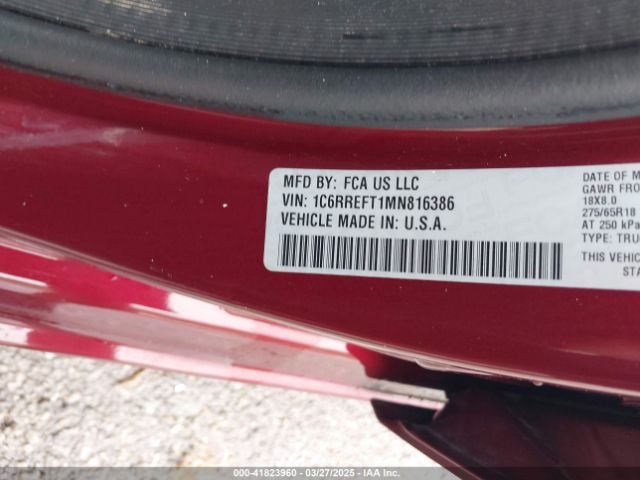 MFD BY: FCA US LLC
VIN: 1C6RREFT1MN816386
VEHICLE MADE IN: U.S.A.
DATE OF M
GAWR FRO
18X8.0
275/65R18
AT 250 kPa
TYPE: TRU
THIS VEHIC
STA
00-41823960 - 03/27/2025 - IAA Inc.